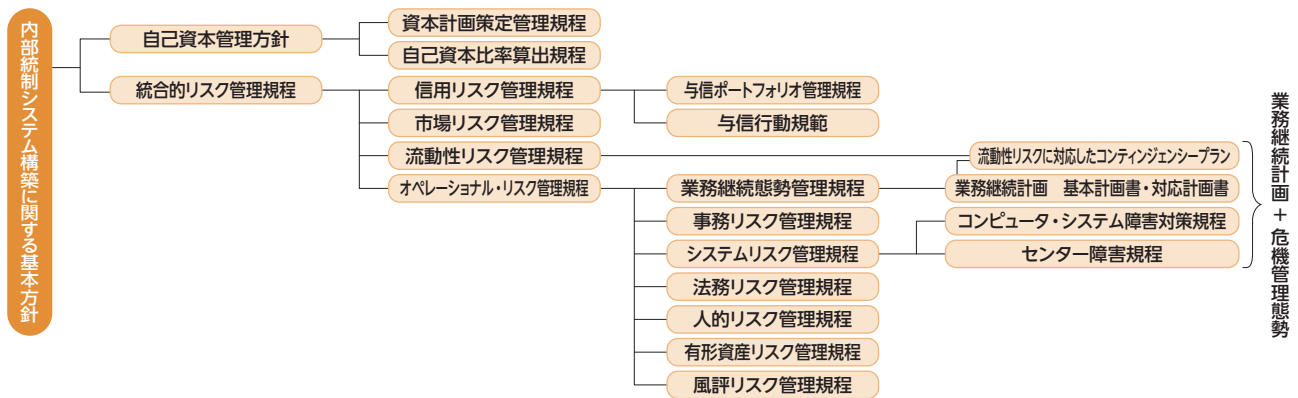 内部統制システム構築に関する基本方針
自己資本管理方針
資本計画策定管理規程
自己資本比率算出規程
統合的リスク管理規程
信用リスク管理規程
与信ポートフォリオ管理規程
与信行動規範
市場リスク管理規程
流動性リスク管理規程
流動性リスクに対応したコンティンジェンシープラン
オペレーショナル・リスク管理規程
業務継続態勢管理規程
業務継続計画　基本計画書・対応計画書
事務リスク管理規程
コンピュータ・システム障害対策規程
システムリスク管理規程
センター障害規程
法務リスク管理規程
人的リスク管理規程
有形資産リスク管理規程
風評リスク管理規程
業務継続計画＋危機管理態勢